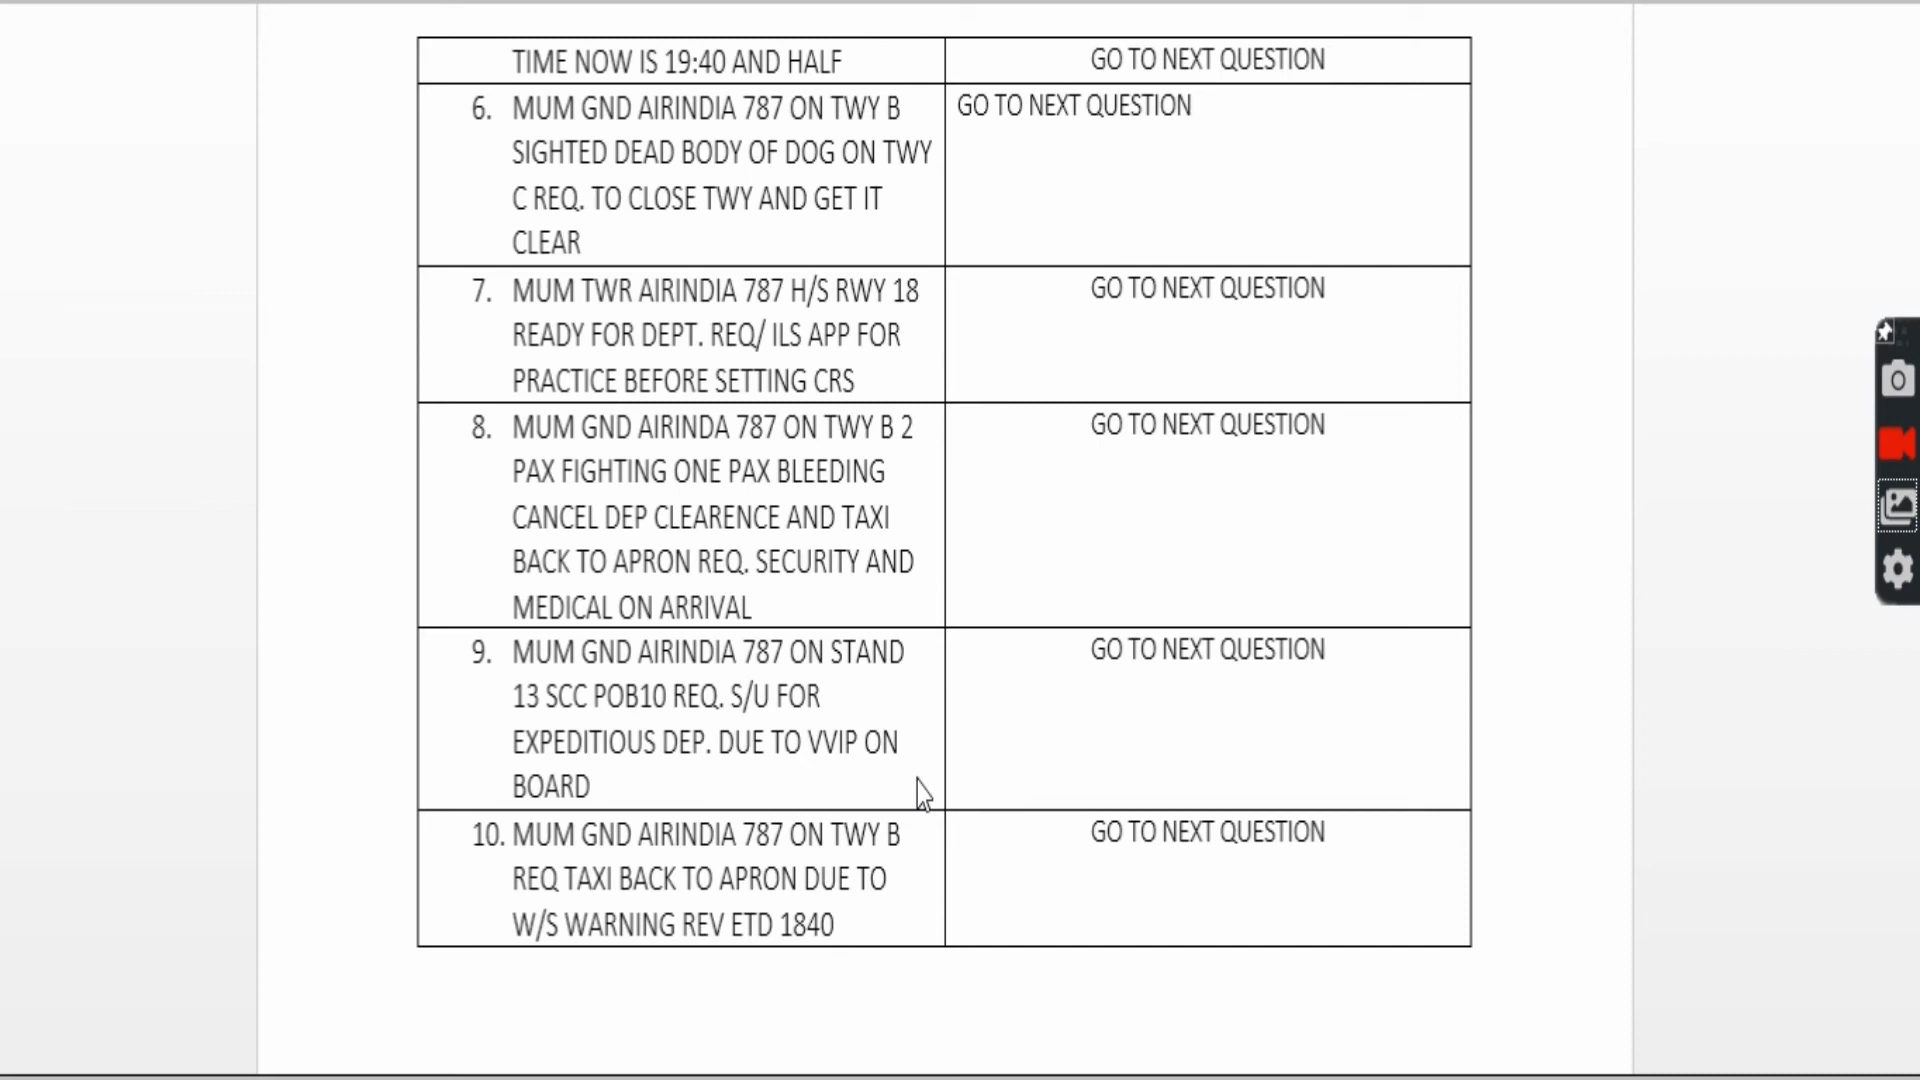 TIME NOW IS 19:40 AND HALF
GO TO NEXT QUESTION
6. MUM GND AIRINDIA 787 ON TWY B
SIGHTED DEAD BODY OF DOG ON TWY
C REQ. TO CLOSE TWY AND GET IT
CLEAR
GO TO NEXT QUESTION
7. MUM TWR AIRINDIA 787 H/S RWY 18
READY FOR DEPT. REQ/ ILS APP FOR
PRACTICE BEFORE SETTING CRS
GO TO NEXT QUESTION
8. MUM GND AIRINDA 787 ON TWY B 2
PAX FIGHTING ONE PAX BLEEDING
CANCEL DEP CLEARENCE AND TAXI
BACK TO APRON REQ. SECURITY AND
MEDICAL ON ARRIVAL
GO TO NEXT QUESTION
9. MUM GND AIRINDIA 787 ON STAND
13 SCC POB10 REQ. S/U FOR
EXPEDITIOUS DEP. DUE TO VVIP ON
BOARD
GO TO NEXT QUESTION
10. MUM GND AIRINDIA 787 ON TWY B
REQ TAXI BACK TO APRON DUE TO
W/S WARNING REV ETD 1840
GO TO NEXT QUESTION